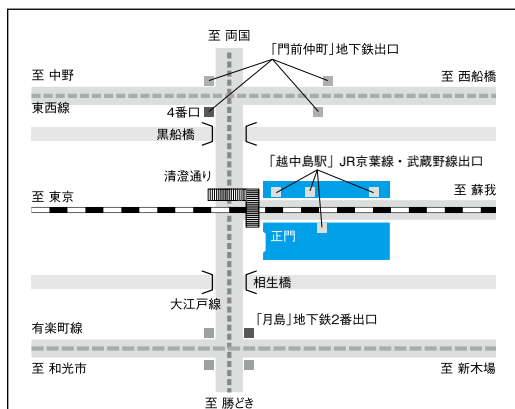 至 両国
「門前仲町」地下鉄出口
至 中野
至 西船橋
東西線
4番口
黒船橋
「越中島駅」JR京葉線・武蔵野線出口
清澄通り
至 東京
至 蘇我
正門
相生橋
大江戸線
有楽町線
「月島」地下鉄2番出口
至 和光市
至 新木場
至 勝どき